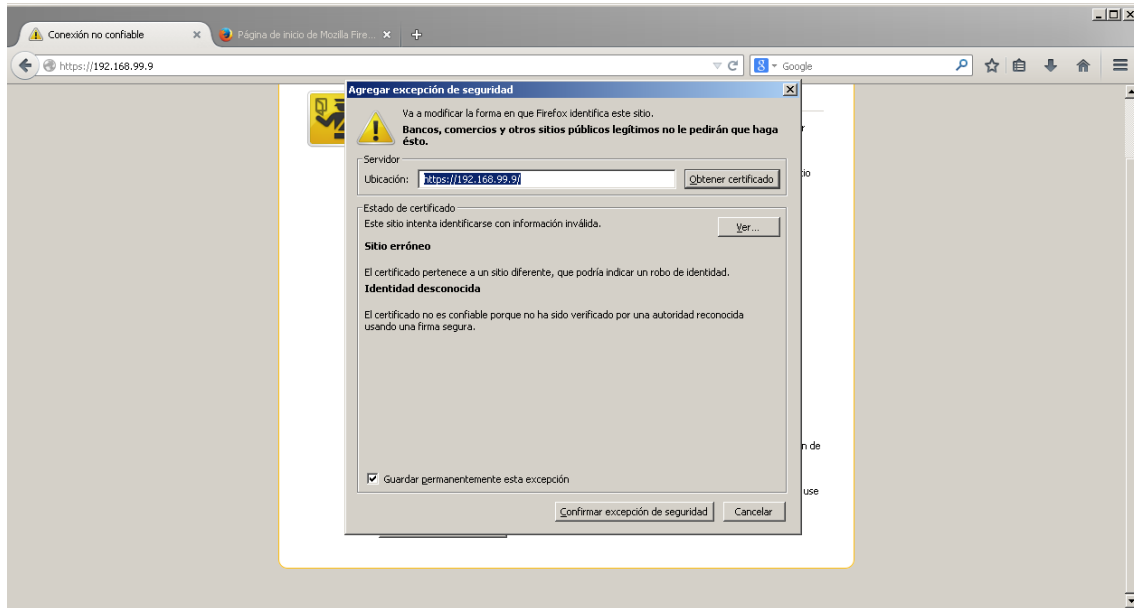 Conexión no confiable
Página de inicio de Mozilla Fire...
https://192.168.99.9
Google
Agregar excepción de seguridad
Va a modificar la forma en que Firefox identifica este sitio.
Bancos, comercios y otros sitios públicos legítimos no le pedirán que haga
ésto.
Servidor
Ubicación: https://192.168.99.9/ Obtener certificado
Estado de certificado
Este sitio intenta identificarse con información inválida.
Ver...
Sitio erróneo
El certificado pertenece a un sitio diferente, que podría indicar un robo de identidad.
Identidad desconocida
El certificado no es confiable porque no ha sido verificado por una autoridad reconocida
usando una firma segura.
n de
Guardar permanentemente esta excepción
use
Confirmar excepción de seguridad Cancelar